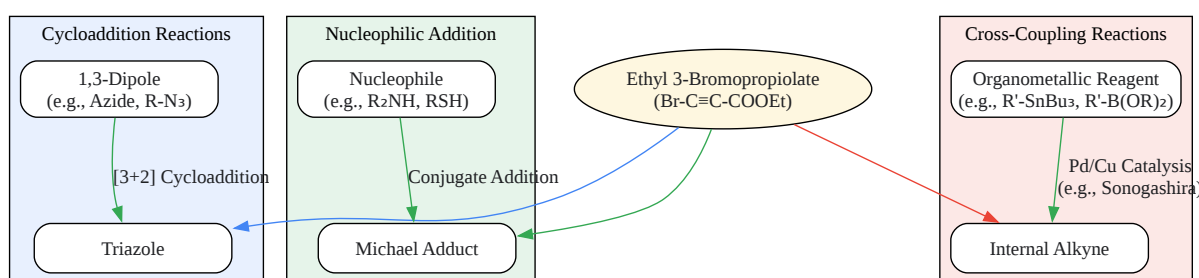 Cycloaddition Reactions
1,3-Dipole
(e.g., Azide, R-N₃)
[3+2] Cycloaddition
Triazole
Nucleophilic Addition
Nucleophile
(e.g., R₂NH, RSH)
Conjugate Addition
Michael Adduct
Ethyl 3-Bromopropiolate
(Br-C≡C-COOEt)
Cross-Coupling Reactions
Organometallic Reagent
(e.g., R'-SnBu₃, R'-B(OR)₂)
Pd/Cu Catalysis
(e.g., Sonogashira)
Internal Alkyne